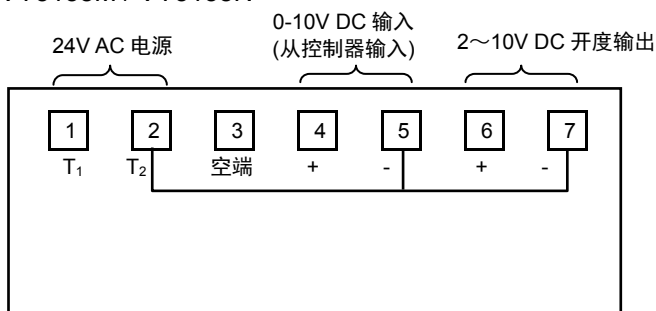 0-10V DC 输入
24V AC 电源
(从控制器输入)
2～10V DC 开度输出
1 2 3 4 5 6 7
T₁ T₂ 空端 + - + -